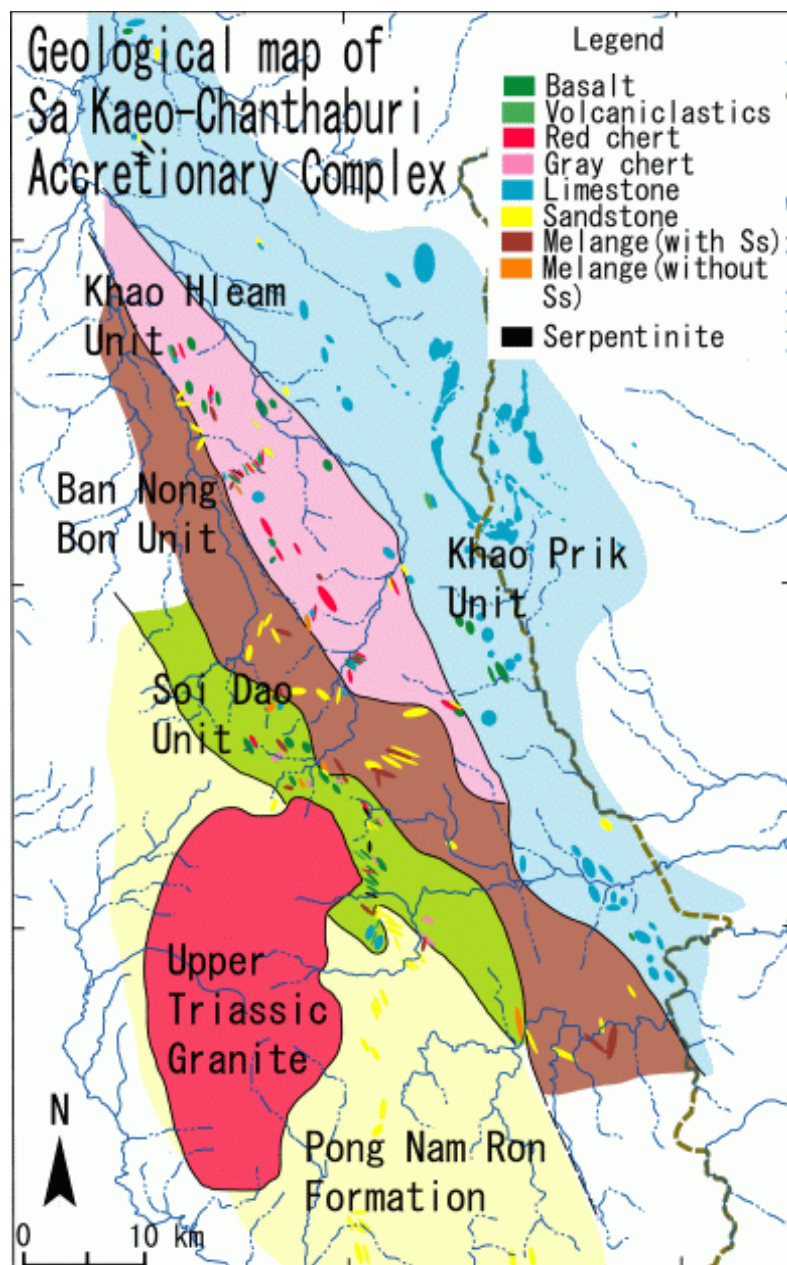 Geological map of
Sa Kaeo-Chanthaburi
Accretionary Complex
Legend
Basalt
Volcaniclastics
Red chert
Gray chert
Limestone
Sandstone
Melange(with Ss)
Melange(without
Ss)
Serpentinite
Khao Hleam
Unit
Ban Nong
Bon Unit
Khao Prik
Unit
Soi Dao
Unit
Upper
Triassic
Granite
Pong Nam Ron
Formation
N
0 10 km